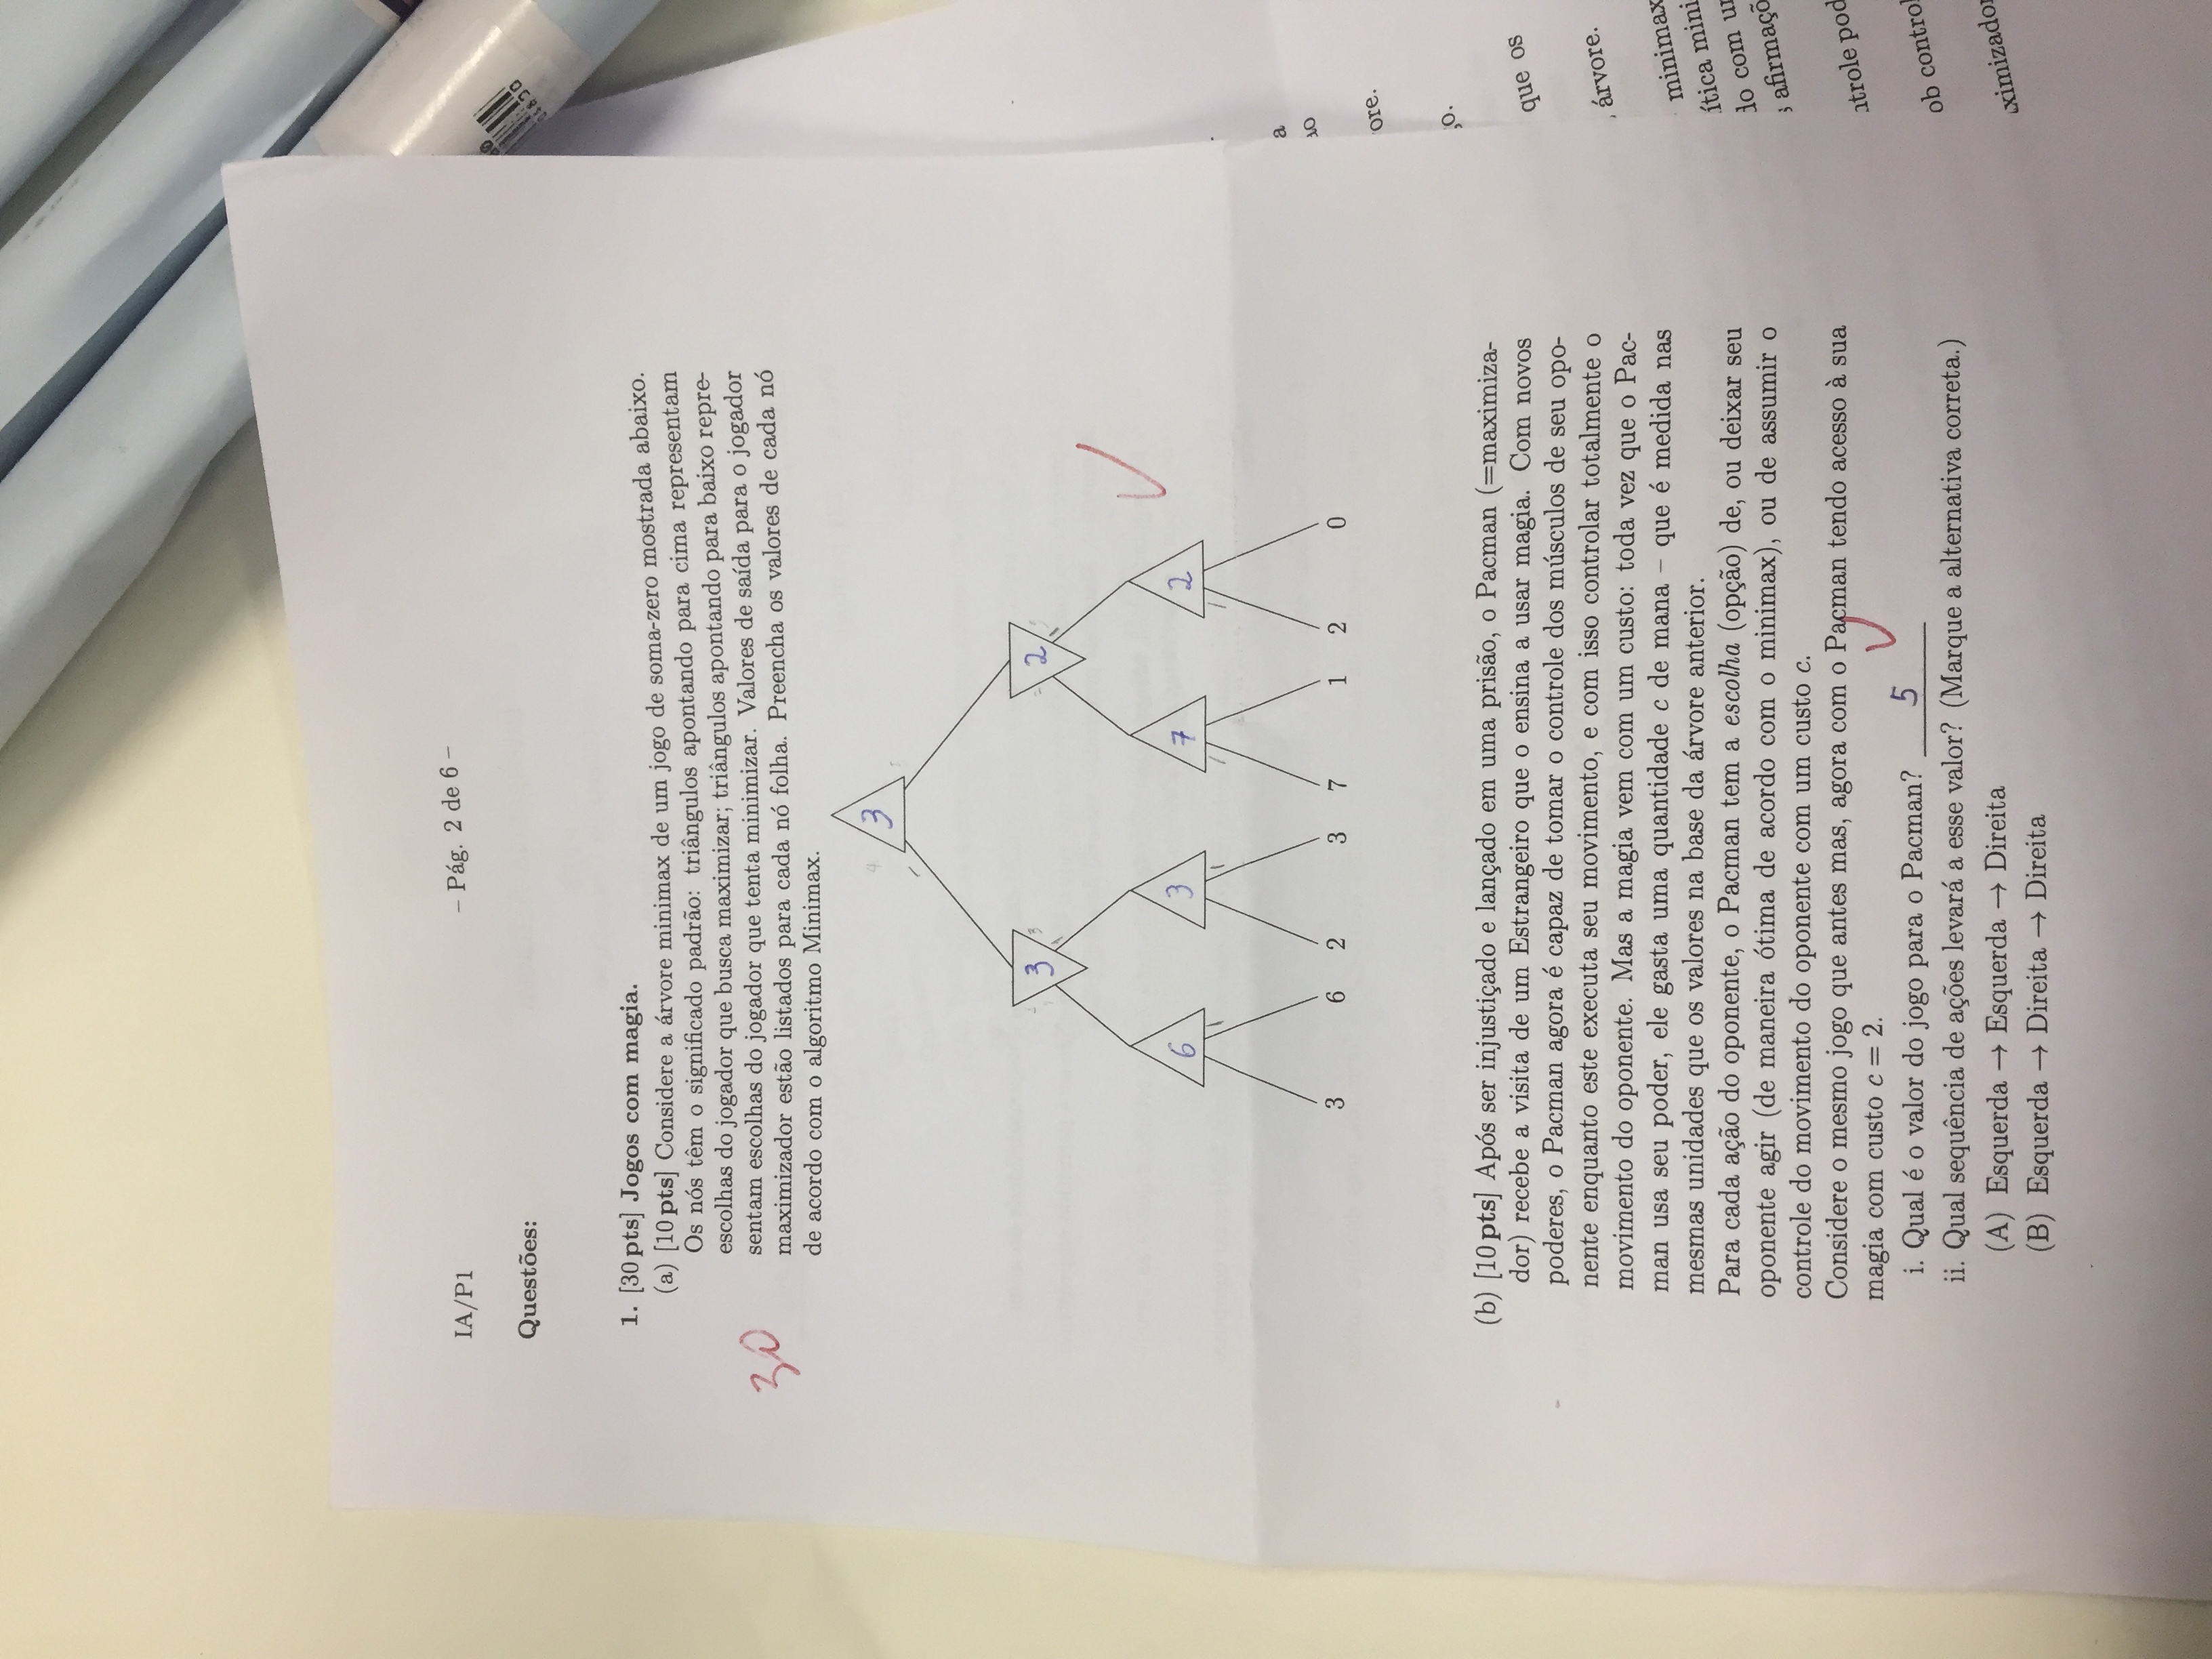 IA/P1
– Pág. 2 de 6 –
Questões:
1. [30 pts] Jogos com magia.
(a) [10 pts] Considere a árvore minimax de um jogo de soma-zero mostrada abaixo.
Os nós têm o significado padrão: triângulos apontando para cima representam
escolhas do jogador que busca maximizar; triângulos apontando para baixo repre-
sentam escolhas do jogador que tenta minimizar. Valores de saída para o jogador
maximizador estão listados para cada nó folha. Preencha os valores de cada nó
de acordo com o algoritmo Minimax.
30
3
3 2
6 3 7 2
3 6 2 3 7 1 2 0
(b) [10 pts] Após ser injustiçado e lançado em uma prisão, o Pacman (=maximiza-
dor) recebe a visita de um Estrangeiro que o ensina a usar magia. Com novos
poderes, o Pacman agora é capaz de tomar o controle dos músculos de seu opo-
nente enquanto este executa seu movimento, e com isso controlar totalmente o
movimento do oponente. Mas a magia vem com um custo: toda vez que o Pac-
man usa seu poder, ele gasta uma quantidade c de mana – que é medida nas
mesmas unidades que os valores na base da árvore anterior.
Para cada ação do oponente, o Pacman tem a escolha (opção) de, ou deixar seu
oponente agir (de maneira ótima de acordo com o minimax), ou de assumir o
controle do movimento do oponente com um custo c.
Considere o mesmo jogo que antes mas, agora com o Pacman tendo acesso à sua
magia com custo c = 2.
i. Qual é o valor do jogo para o Pacman? 5
ii. Qual sequência de ações levará a esse valor? (Marque a alternativa correta.)
(A) Esquerda → Esquerda → Direita
(B) Esquerda → Direita → Direita
a
ore.
que os
árvore.
minimax
ítica mini
do com
afirmaçõ
ob control